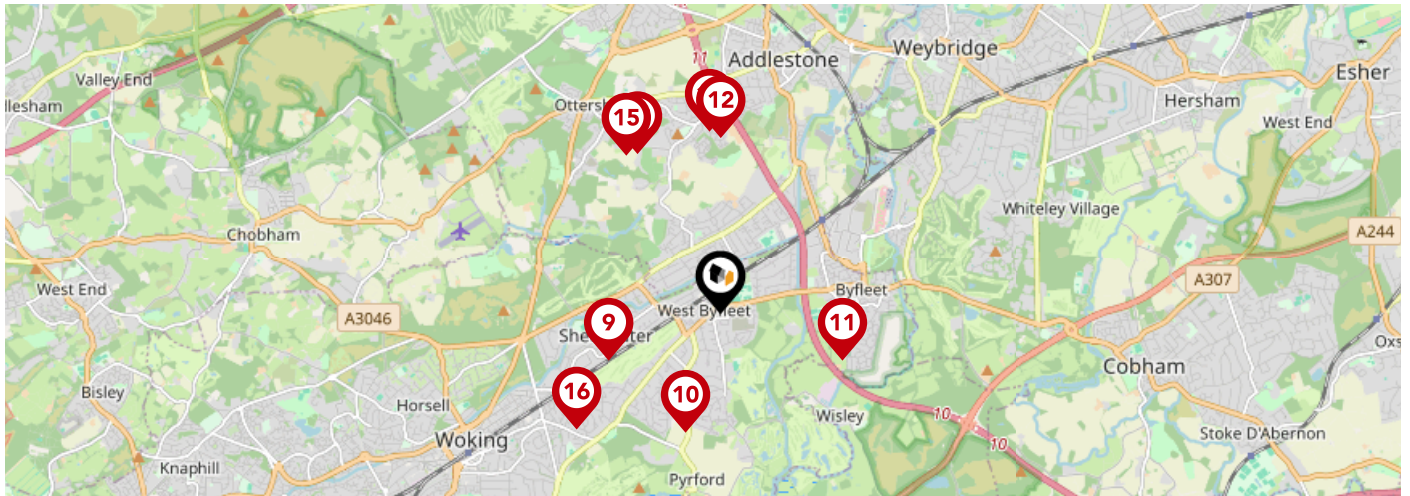 11
Addlestone
Weybridge
Valley End
Esher
llesham
Ottersh
15
12
Hersham
West End
Whiteley Village
Chobham
A244
West End
A307
Byfleet
A3046
West Byfleet
9
11
She
ater
Cobham
Oxs
Bisley
16
10
Horsell
Wisley
10
10
Woking
Stoke D'Abernon
Knaphill
Pyrford